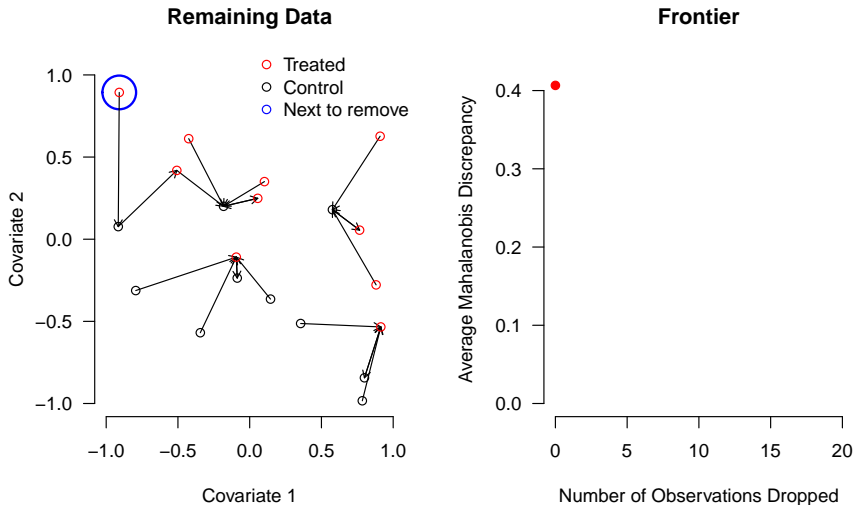 Remaining Data
Treated
Control
Next to remove
1.0
0.5
0.0
−0.5
−1.0
Covariate 2
−1.0 −0.5 0.0 0.5 1.0
Covariate 1
Frontier
0.4
0.3
0.2
0.1
0.0
Average Mahalanobis Discrepancy
0 5 10 15 20
Number of Observations Dropped